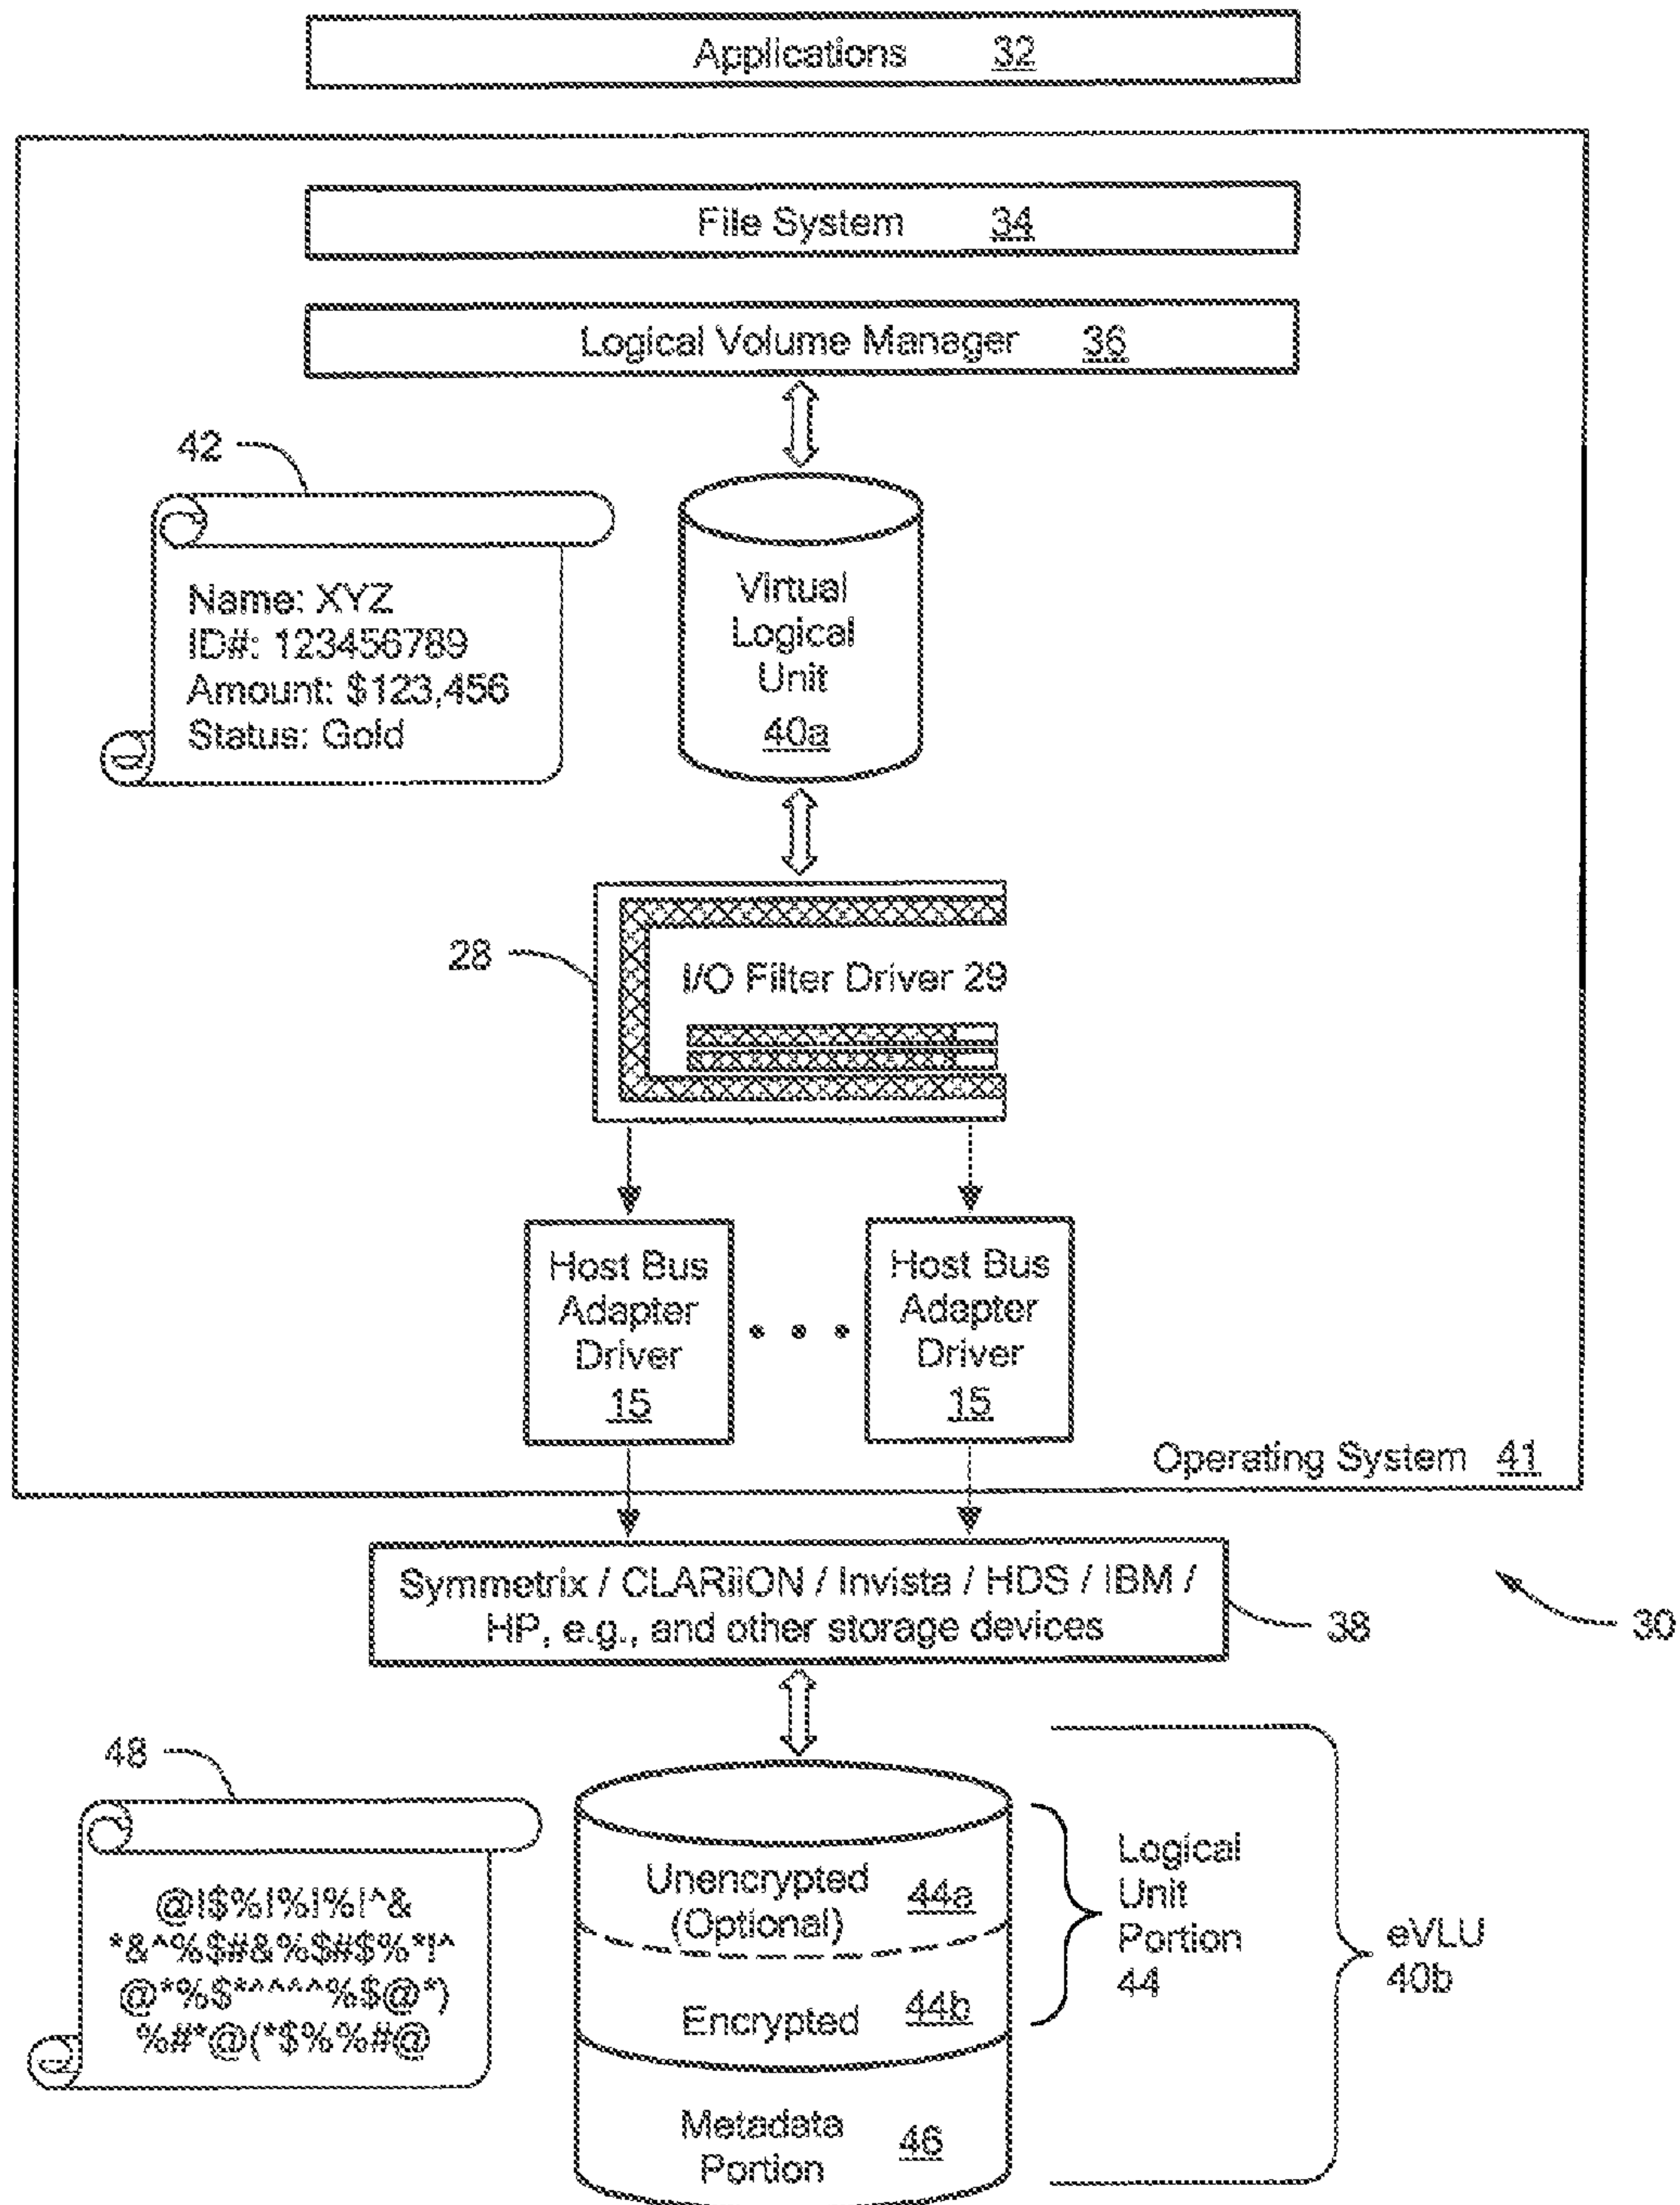 Applications 32
File System 34
Logical Volume Manager 36
42
Name: XYZ
ID#: 123456789
Amount: $123,456
Status: Gold
Virtual
Logical
Unit
40a
28
I/O Filter Driver 29
Host Bus
Adapter
Driver
15
Host Bus
Adapter
Driver
15
Operating System 41
Symmetrix / CLARiiON / Invista / HDS / IBM /
HP, e.g., and other storage devices
38
30
48
@!$%!%!%!^&
*&^%$#&%$#$%*!^
@*%$*^^^^%$@*)
%#*@(*$%%#@
Unencrypted
(Optional)
44a
Encrypted 44b
Metadata
Portion
46
Logical
Unit
Portion
44
eVLU
40b